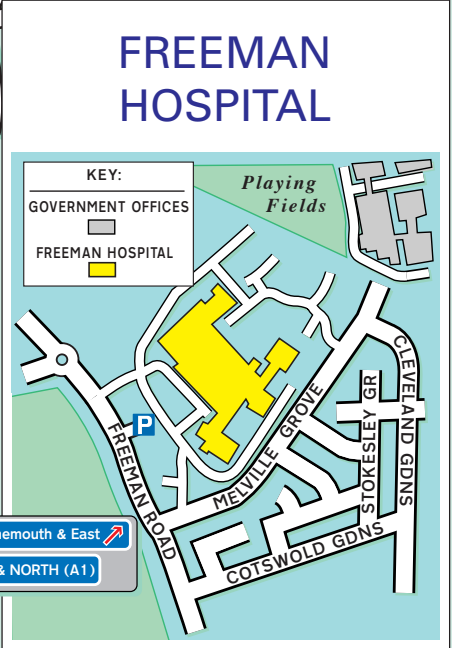 FREEMAN
HOSPITAL
KEY:
GOVERNMENT OFFICES
FREEMAN HOSPITAL
Playing
Fields
P
FREEMAN ROAD
MELVILLE GROVE
STOKESLEY GR
CLEVELAND GDNS
COTSWOLD GDNS
& East
& NORTH (A1)